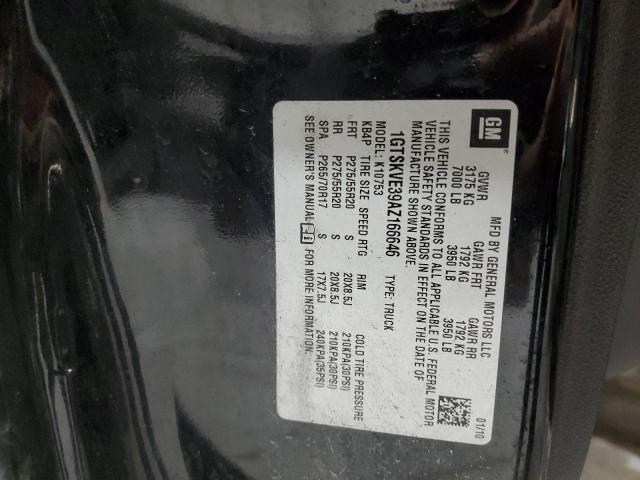 GM
MFD BY GENERAL MOTORS LLC 01/10
GVWR GAWR FRT GAWR RR
3175 KG 1792 KG 1792 KG
7000 LB 3950 LB 3950 LB
THIS VEHICLE CONFORMS TO ALL APPLICABLE U.S. FEDERAL MOTOR
VEHICLE SAFETY STANDARDS IN EFFECT ON THE DATE OF
MANUFACTURE SHOWN ABOVE.
1GTSKVE39AZ166646 TYPE: TRUCK
MODEL: K10753
KB4P TIRE SIZE SPEED RTG RIM COLD TIRE PRESSURE
FRT P275/55R20 S 20X8.5J 210KPA(30PSI)
RR P275/55R20 S 20X8.5J 210KPA(30PSI)
SPA P265/70R17 S 17X7.5J 240KPA(35PSI)
SEE OWNER'S MANUAL FOR MORE INFORMATION.